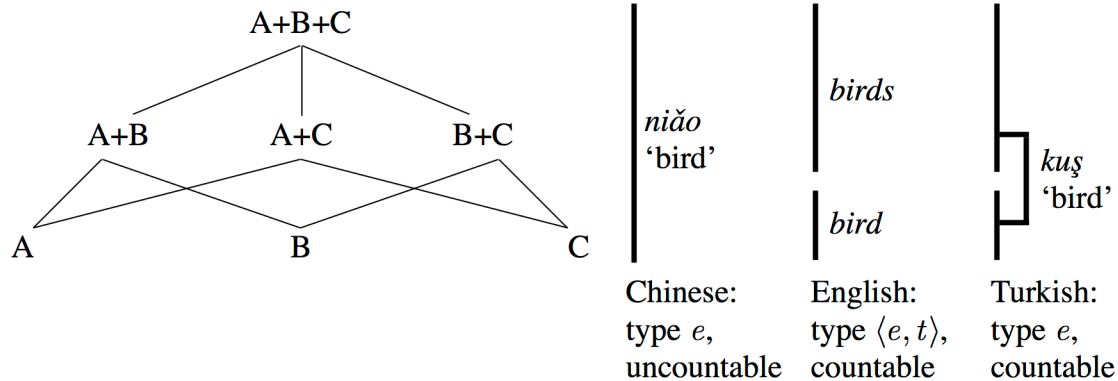 A+B+C
A+B A+C B+C
A B C
niǎo
‘bird’
Chinese:
type e,
uncountable
birds
bird
English:
type ⟨e, t⟩,
countable
kuş
‘bird’
Turkish:
type e,
countable